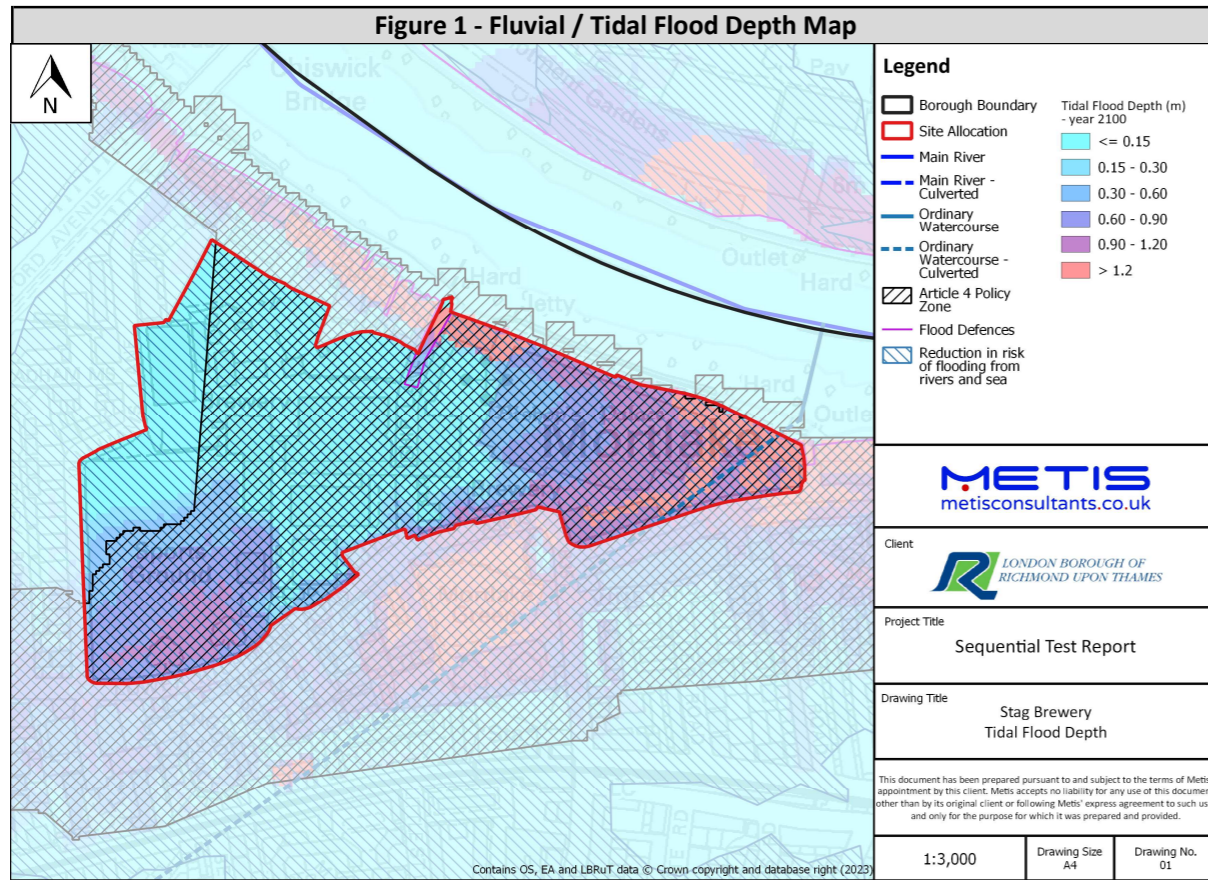 Figure 1 - Fluvial / Tidal Flood Depth Map
N
Chiswick
Bridge
Pav
6m
Outlet
Hard
Hard
Jetty
Hard
Outlet
Legend
Borough Boundary
Site Allocation
Main River
Main River -
Culverted
Ordinary
Watercourse
Ordinary
Watercourse -
Culverted
Article 4 Policy
Zone
Flood Defences
Reduction in risk
of flooding from
rivers and sea
Tidal Flood Depth (m)
- year 2100
<= 0.15
0.15 - 0.30
0.30 - 0.60
0.60 - 0.90
0.90 - 1.20
> 1.2
METIS
metisconsultants.co.uk
Client
LONDON BOROUGH OF
RICHMOND UPON THAMES
Project Title
Sequential Test Report
Drawing Title
Stag Brewery
Tidal Flood Depth
This document has been prepared pursuant to and subject to the terms of Metis
appointment by this client. Metis accepts no liability for any use of this documen
other than by its original client or following Metis' express agreement to such us
and only for the purpose for which it was prepared and provided.
1:3,000
Drawing Size
A4
Drawing No.
01
Contains OS, EA and LBRuT data © Crown copyright and database right (2023)